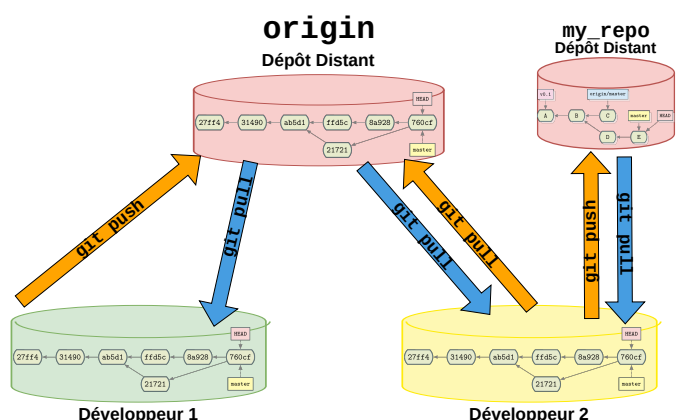 origin
Dépôt Distant
my_repo
Dépôt Distant
HEAD
27ff4 31490 ab5d1 ffd5c 8a928 760cf
21721
master
v0.1 origin/master
A B C master HEAD
D E
git push
git pull
git pull
git pull
git push
git pull
HEAD
27ff4 31490 ab5d1 ffd5c 8a928 760cf
21721 master
HEAD
27ff4 31490 ab5d1 ffd5c 8a928 760cf
21721 master
Développeur 1
Développeur 2